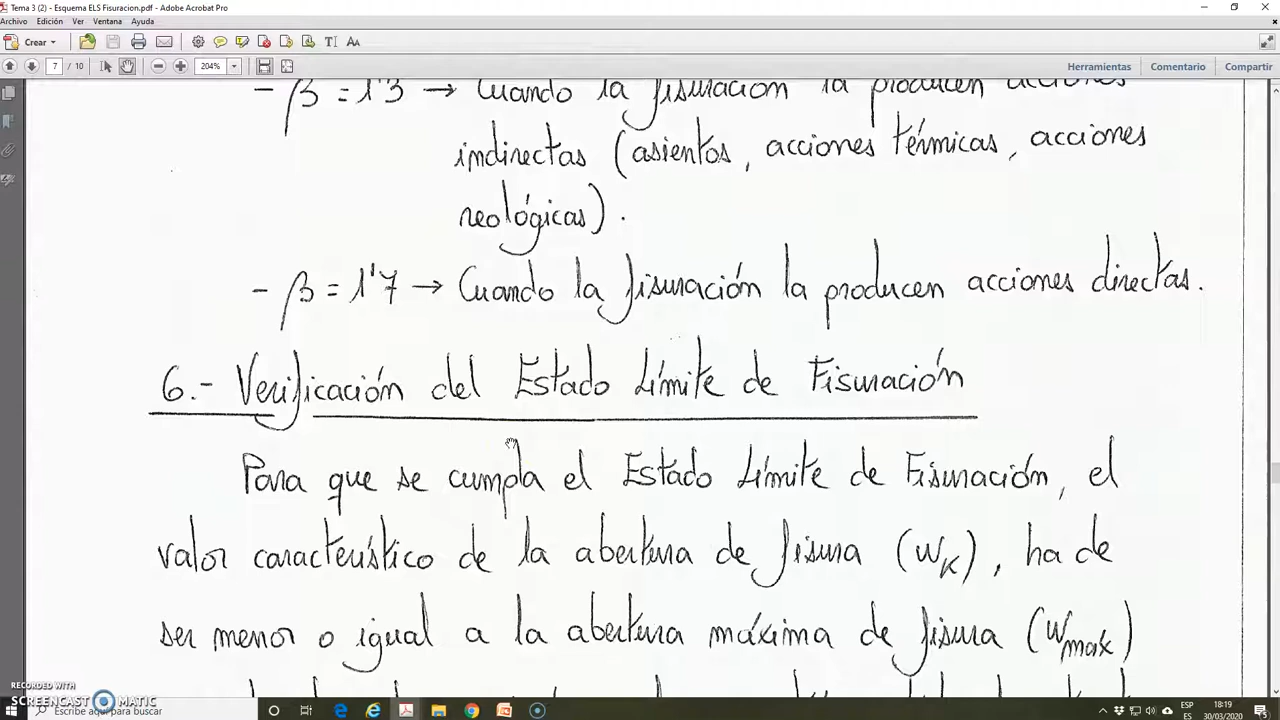 Tema 3 (2) - Esquema ELS Fisuracion.pdf - Adobe Acrobat Pro
Archivo Edición Ver Ventana Ayuda
Crear
7 / 10 204% Herramientas Comentario Compartir
- β = 1'3 → Cuando la fisuración la producen acciones
indirectas (asientos, acciones térmicas, acciones
reológicas).
- β = 1'7 → Cuando la fisuración la producen acciones directas.
6.- Verificación del Estado Límite de Fisuración
Para que se cumpla el Estado Límite de Fisuración, el
valor característico de la abertura de fisura (wK), ha de
ser menor o igual a la abertura máxima de fisura (wmax)
RECORDED WITH
SCREENCAST MATIC
Escribe aquí para buscar
ESP 18:19
ES 30/03/2020